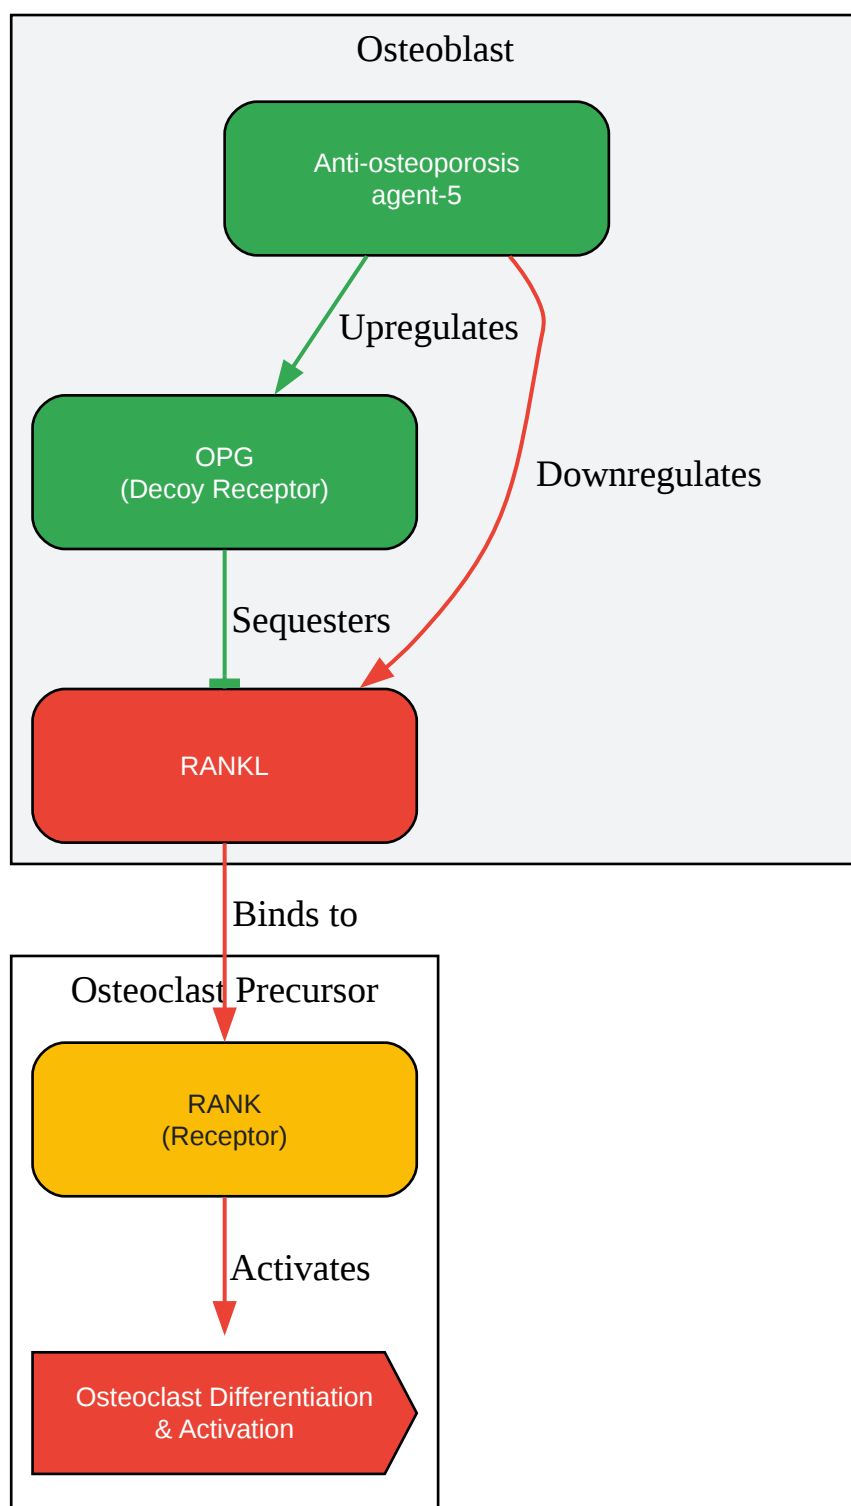 Osteoblast
Anti-osteoporosis
agent-5
Upregulates
OPG
(Decoy Receptor)
Downregulates
Sequesters
RANKL
Binds to
Osteoclast Precursor
RANK
(Receptor)
Activates
Osteoclast Differentiation
& Activation